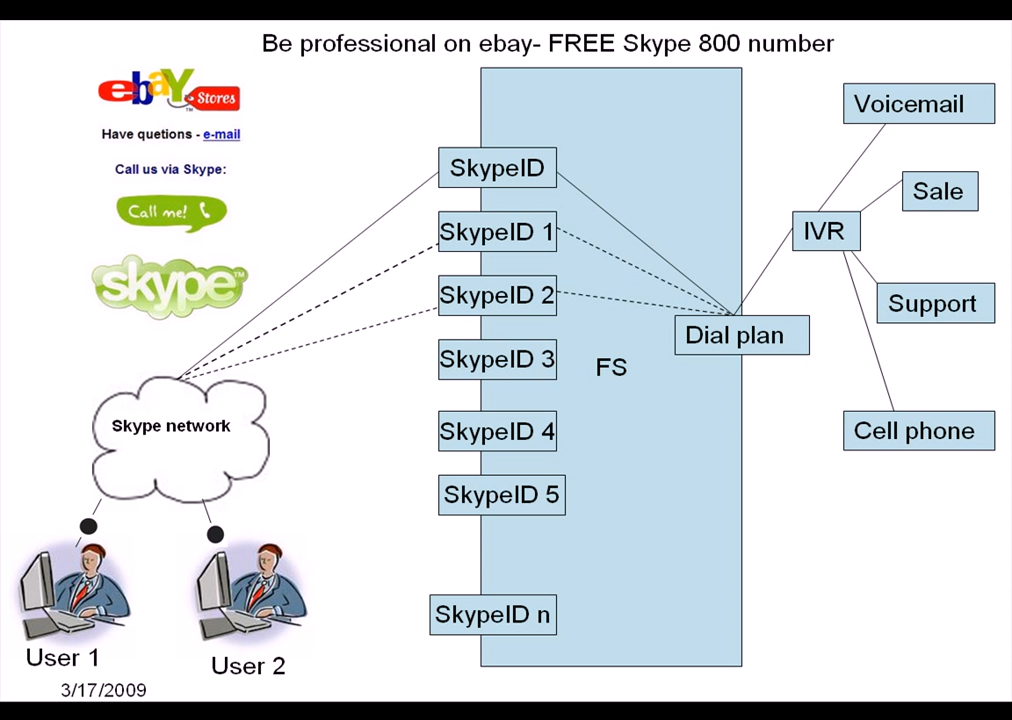 Be professional on ebay- FREE Skype 800 number
ebay Stores
TM
Have quetions - e-mail
Call us via Skype:
Call me!
skype™
Skype network
User 1
User 2
3/17/2009
SkypeID
SkypeID 1
SkypeID 2
SkypeID 3
SkypeID 4
SkypeID 5
SkypeID n
FS
Dial plan
IVR
Voicemail
Sale
Support
Cell phone